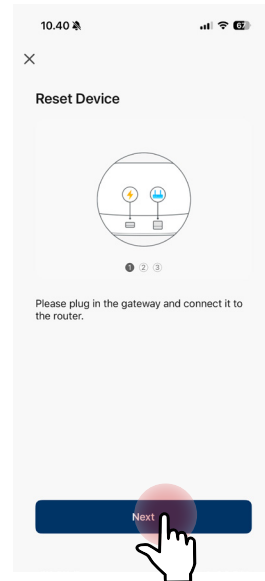 10.40
67
Reset Device
1 2 3
Please plug in the gateway and connect it to
the router.
Next